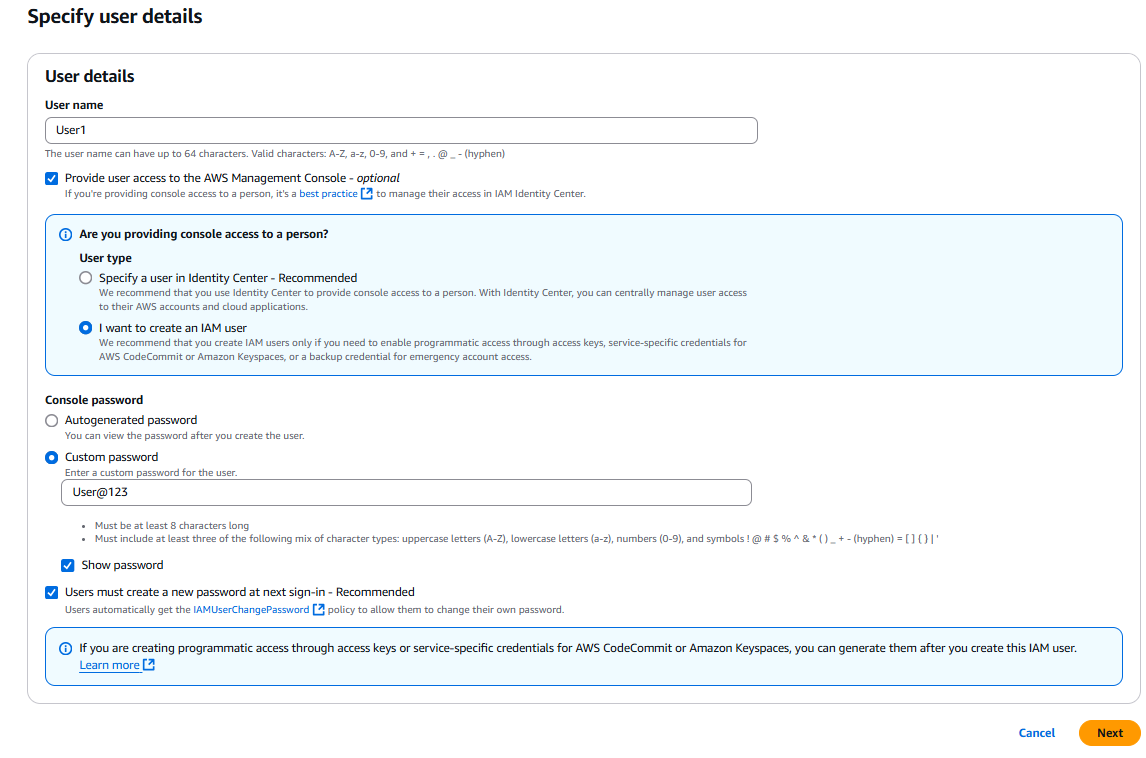 Specify user details
User details
User name
User1
The user name can have up to 64 characters. Valid characters: A-Z, a-z, 0-9, and + = , . @ _ - (hyphen)
Provide user access to the AWS Management Console - optional
If you're providing console access to a person, it's a best practice to manage their access in IAM Identity Center.
Are you providing console access to a person?
User type
Specify a user in Identity Center - Recommended
We recommend that you use Identity Center to provide console access to a person. With Identity Center, you can centrally manage user access
to their AWS accounts and cloud applications.
I want to create an IAM user
We recommend that you create IAM users only if you need to enable programmatic access through access keys, service-specific credentials for
AWS CodeCommit or Amazon Keyspaces, or a backup credential for emergency account access.
Console password
Autogenerated password
You can view the password after you create the user.
Custom password
Enter a custom password for the user.
User@123
• Must be at least 8 characters long
• Must include at least three of the following mix of character types: uppercase letters (A-Z), lowercase letters (a-z), numbers (0-9), and symbols ! @ # $ % ^ & * ( ) _ + - (hyphen) = [ ] { } | '
Show password
Users must create a new password at next sign-in - Recommended
Users automatically get the IAMUserChangePassword policy to allow them to change their own password.
If you are creating programmatic access through access keys or service-specific credentials for AWS CodeCommit or Amazon Keyspaces, you can generate them after you create this IAM user.
Learn more
Cancel
Next